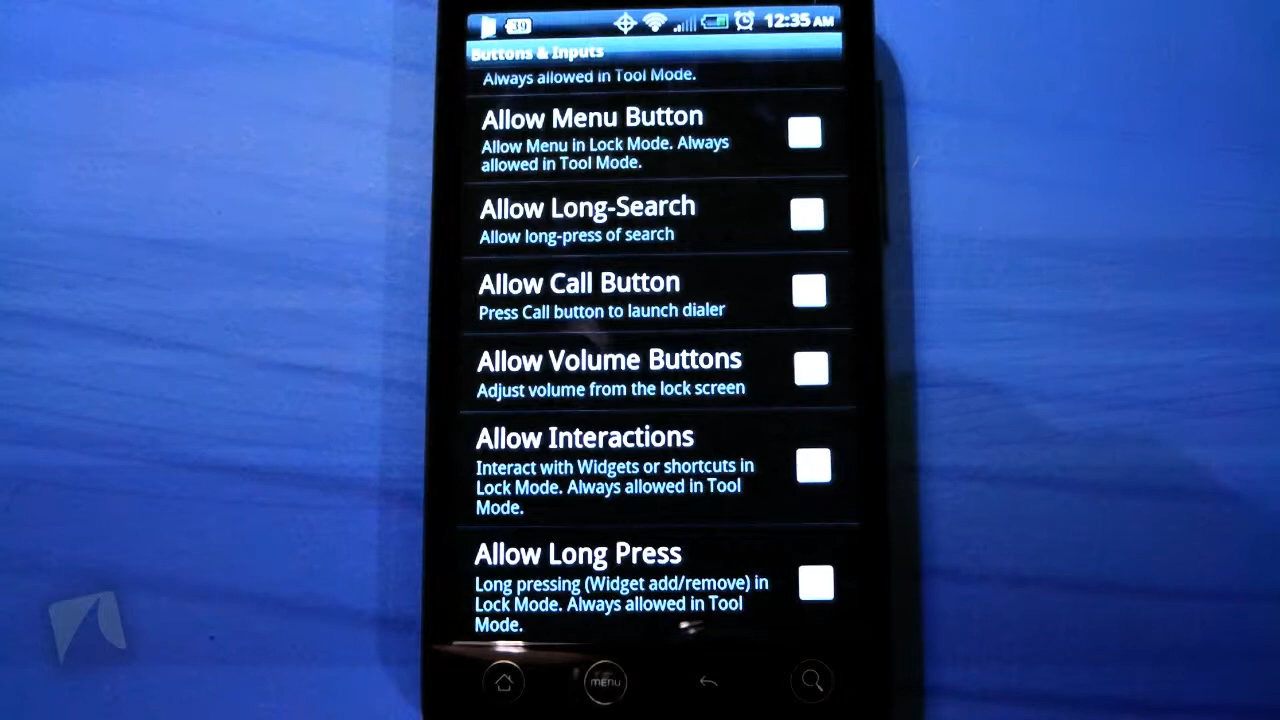 39 12:35 AM
Buttons & Inputs
Always allowed in Tool Mode.
Allow Menu Button
Allow Menu in Lock Mode. Always
allowed in Tool Mode.
Allow Long-Search
Allow long-press of search
Allow Call Button
Press Call button to launch dialer
Allow Volume Buttons
Adjust volume from the lock screen
Allow Interactions
Interact with Widgets or shortcuts in
Lock Mode. Always allowed in Tool
Mode.
Allow Long Press
Long pressing (Widget add/remove) in
Lock Mode. Always allowed in Tool
Mode.
mENU